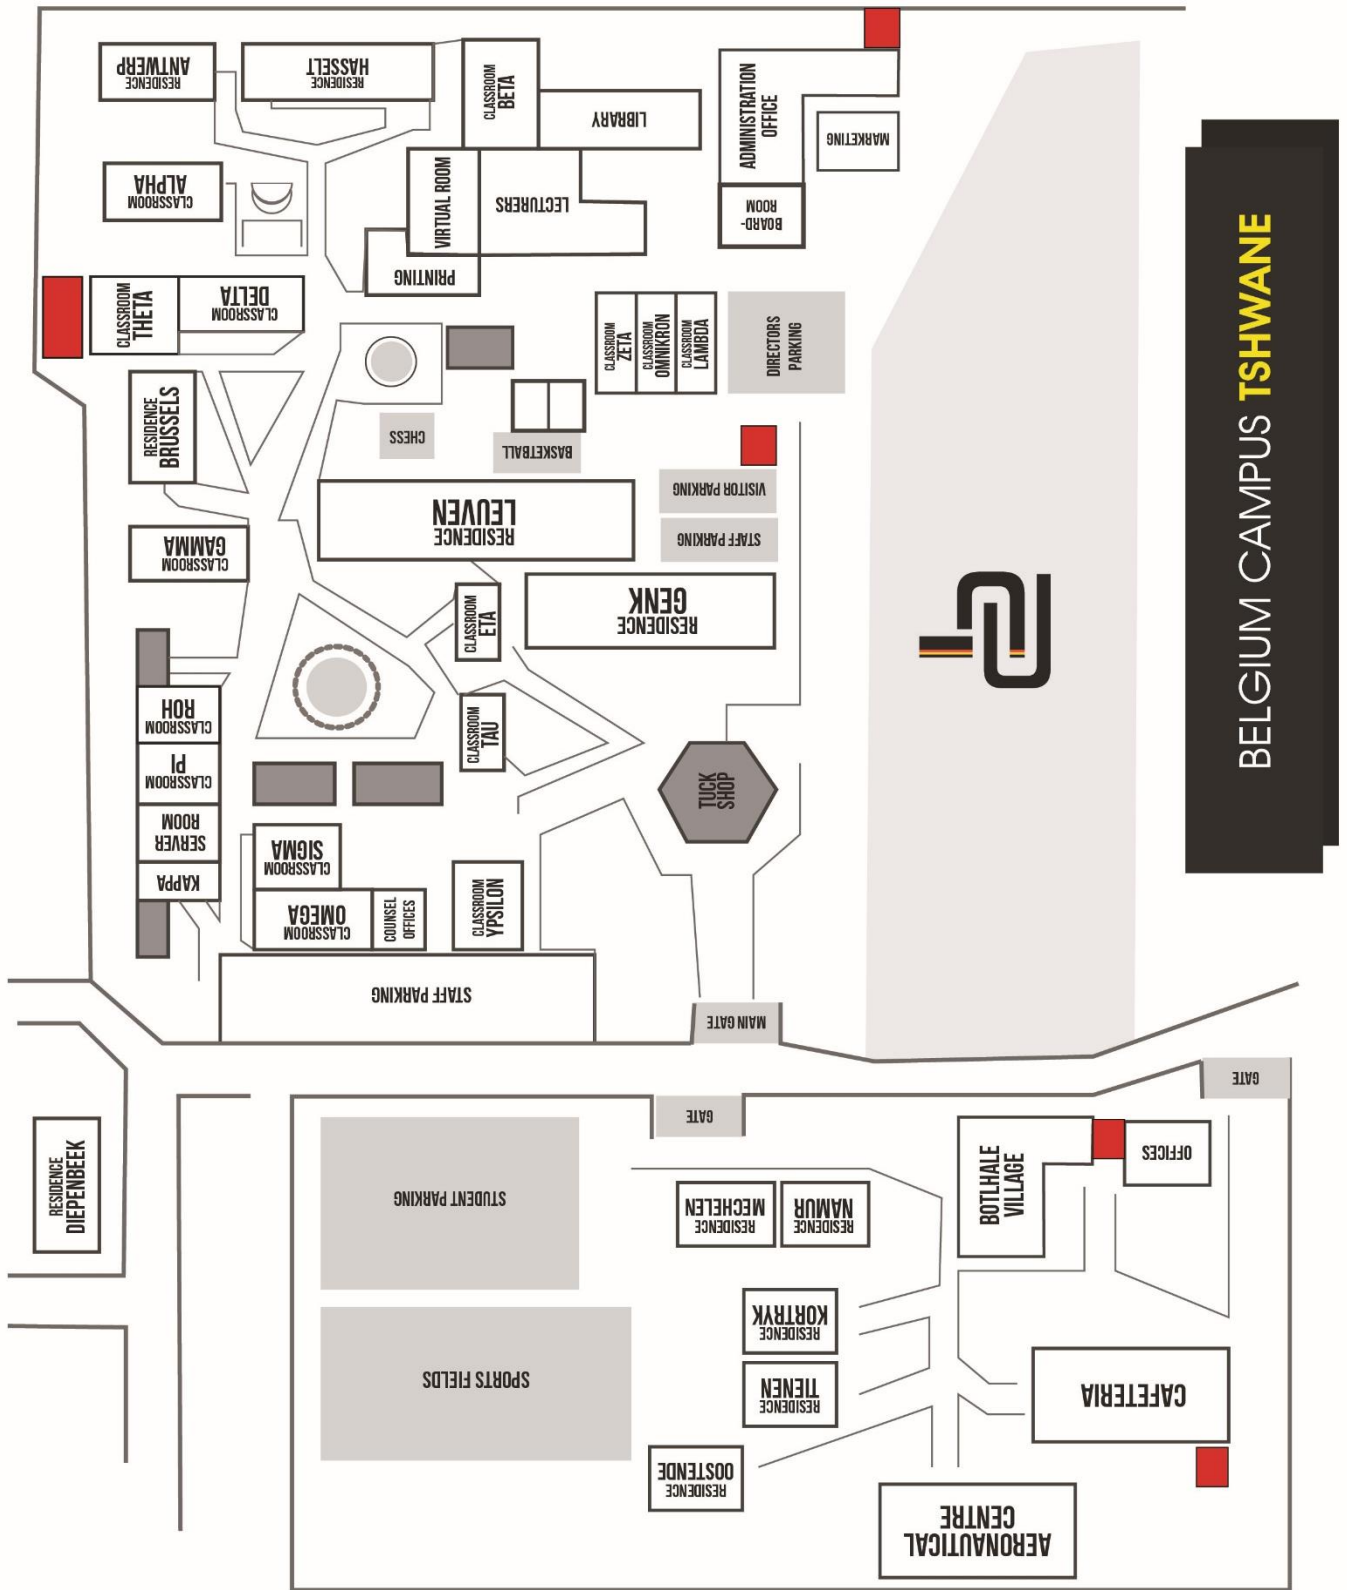 BELGIUM CAMPUS TSHWANE
RESIDENCE
ANTWERP
RESIDENCE
HASSELT
CLASSROOM
BETA
LIBRARY
ADMINISTRATION
OFFICE
MARKETING
CLASSROOM
ALPHA
VIRTUAL ROOM
LECTURERS
BOARD-
ROOM
PRINTING
CLASSROOM
THETA
CLASSROOM
DELTA
CLASSROOM
ZETA
CLASSROOM
OMNIKRON
CLASSROOM
LAMBDA
DIRECTORS
PARKING
RESIDENCE
BRUSSELS
CHESS
BASKETBALL
VISITOR PARKING
RESIDENCE
LEUVEN
STAFF PARKING
CLASSROOM
GAMMA
CLASSROOM
ETA
RESIDENCE
GENK
CLASSROOM
ROH
CLASSROOM
TAU
CLASSROOM
PI
TUCK
SHOP
SERVER
ROOM
CLASSROOM
SIGMA
KAPPA
CLASSROOM
OMEGA
COUNSEL
OFFICES
CLASSROOM
YPSILON
STAFF PARKING
MAIN GATE
GATE
GATE
RESIDENCE
DIEPENBEEK
STUDENT PARKING
RESIDENCE
MECHELEN
RESIDENCE
NAMUR
BOTLHALE
VILLAGE
OFFICES
RESIDENCE
KORTRYK
SPORTS FIELDS
RESIDENCE
TIENEN
CAFETERIA
RESIDENCE
OOSTENDE
AERONAUTICAL
CENTRE